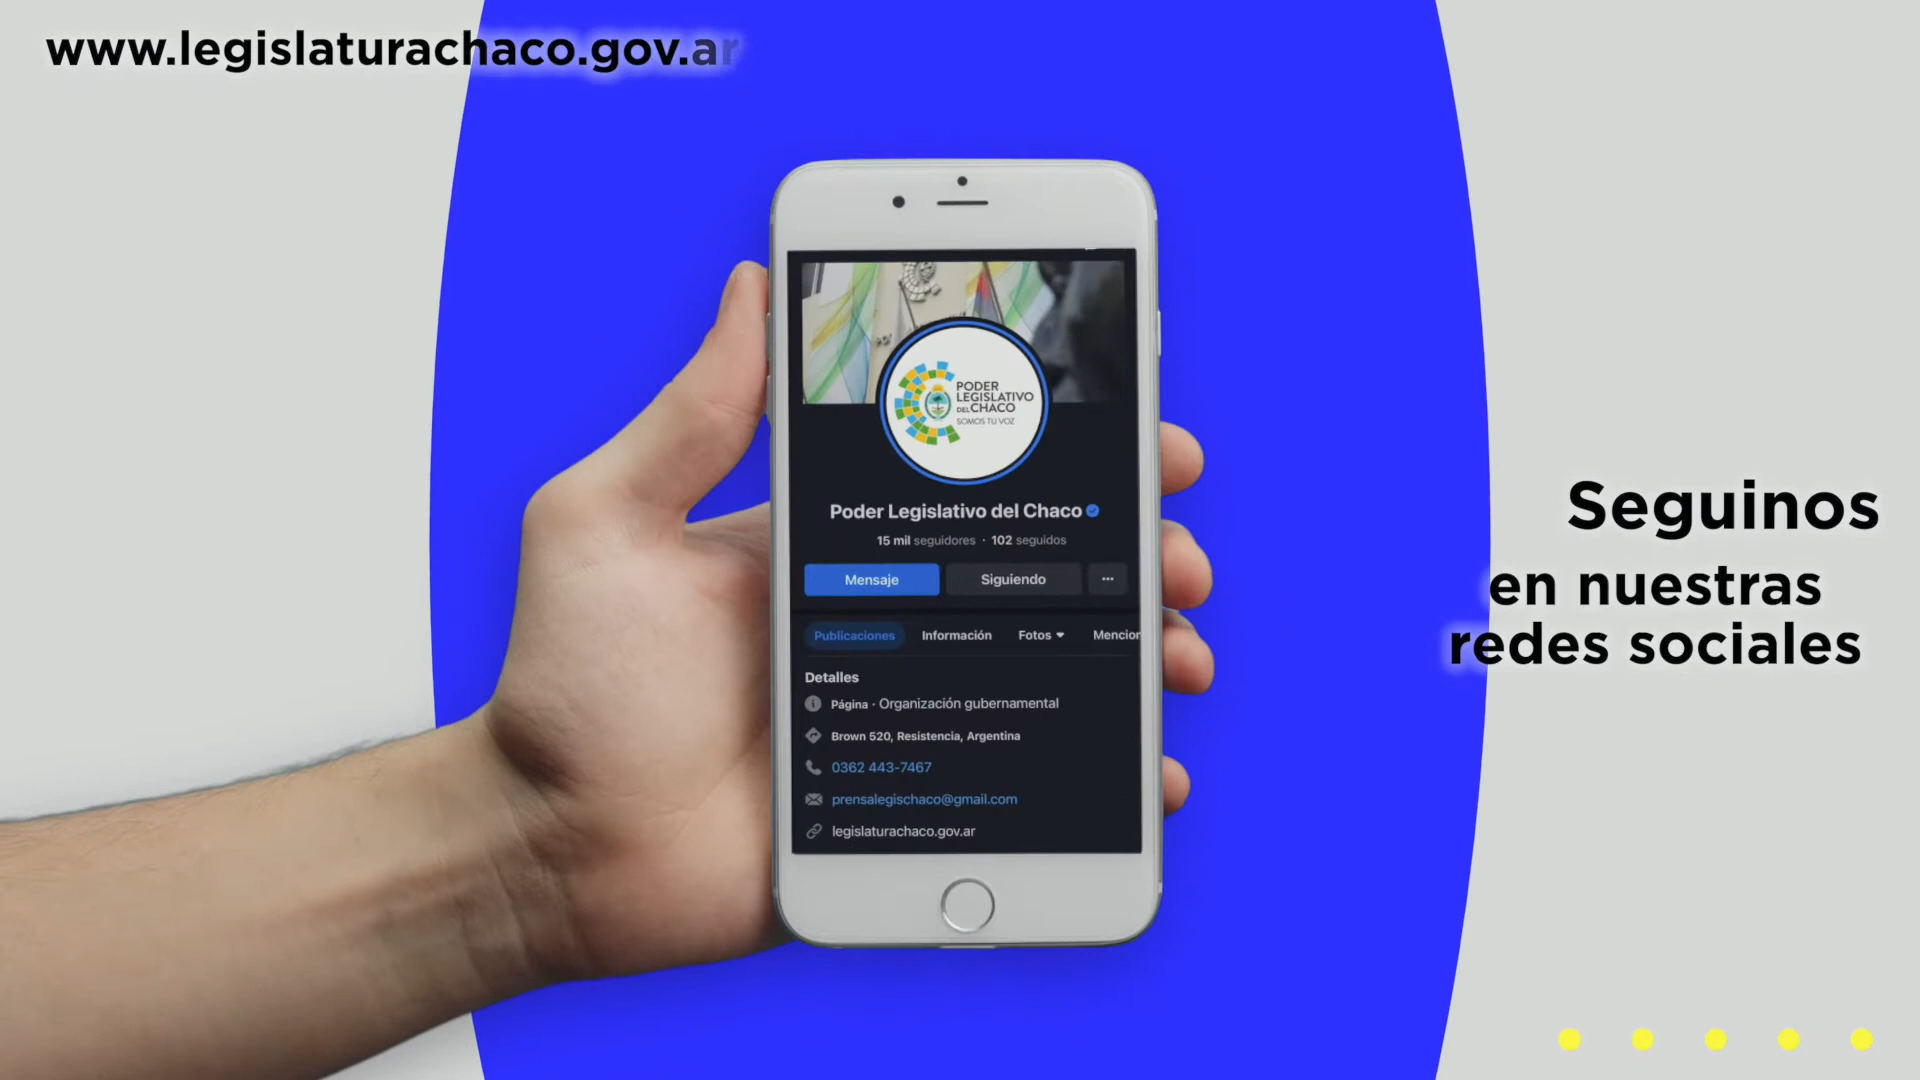 www.legislaturachaco.gov.ar
PODER
LEGISLATIVO
DEL CHACO
SOMOS TU VOZ
Poder Legislativo del Chaco
15 mil seguidores · 102 seguidos
Mensaje
Siguiendo
Publicaciones
Información
Fotos
Mencion
Detalles
Página · Organización gubernamental
Brown 520, Resistencia, Argentina
0362 443-7467
prensalegischaco@gmail.com
legislaturachaco.gov.ar
Seguinos
en nuestras
redes sociales